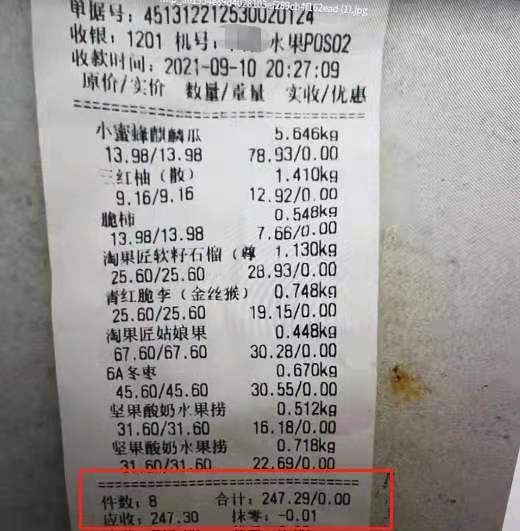 单据号：451312212530020124
收银：1201 机号： 水果POS02
收款时间：2021-09-10 20:27:09
原价/实价 数量/重量 实收/优惠
小蜜蜂麒麟瓜 5.646kg
13.98/13.98 78.93/0.00
三红柚（散） 1.410kg
9.16/9.16 12.92/0.00
脆柿 0.548kg
13.98/13.98 7.66/0.00
淘果匠软籽石榴（尊 1.130kg
25.60/25.60 28.93/0.00
青红脆李（金丝猴） 0.748kg
25.60/25.60 19.15/0.00
淘果匠姑娘果 0.448kg
67.60/67.60 30.28/0.00
6A冬枣 0.670kg
45.60/45.60 30.55/0.00
坚果酸奶水果捞 0.512kg
31.60/31.60 16.18/0.00
坚果酸奶水果捞 0.718kg
31.60/31.60 22.69/0.00
件数：8 合计：247.29/0.00
应收：247.30 抹零：-0.01